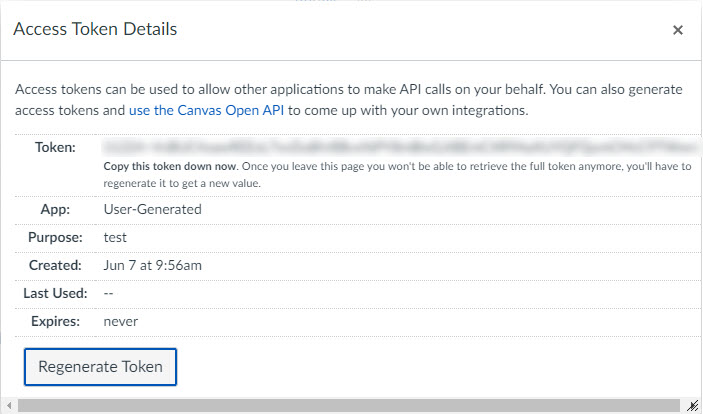 Access Token Details
×
Access tokens can be used to allow other applications to make API calls on your behalf. You can also generate
access tokens and use the Canvas Open API to come up with your own integrations.
Token:
Copy this token down now. Once you leave this page you won't be able to retrieve the full token anymore, you'll have to
regenerate it to get a new value.
App: User-Generated
Purpose: test
Created: Jun 7 at 9:56am
Last Used: --
Expires: never
Regenerate Token